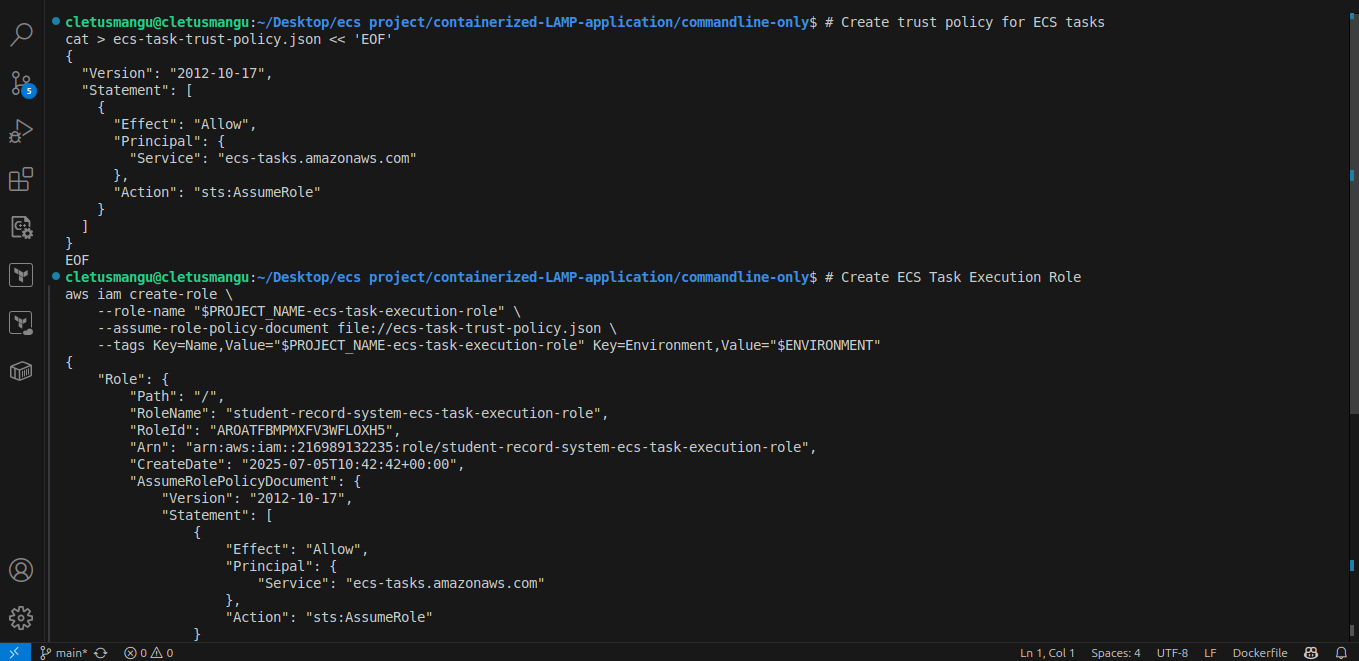 cletusmangu@cletusmangu:~/Desktop/ecs project/containerized-LAMP-application/commandline-only$ # Create trust policy for ECS tasks
cat > ecs-task-trust-policy.json << 'EOF'
{
  "Version": "2012-10-17",
  "Statement": [
    {
      "Effect": "Allow",
      "Principal": {
        "Service": "ecs-tasks.amazonaws.com"
      },
      "Action": "sts:AssumeRole"
    }
  ]
}
EOF
cletusmangu@cletusmangu:~/Desktop/ecs project/containerized-LAMP-application/commandline-only$ # Create ECS Task Execution Role
aws iam create-role \
    --role-name "$PROJECT_NAME-ecs-task-execution-role" \
    --assume-role-policy-document file://ecs-task-trust-policy.json \
    --tags Key=Name,Value="$PROJECT_NAME-ecs-task-execution-role" Key=Environment,Value="$ENVIRONMENT"
{
    "Role": {
        "Path": "/",
        "RoleName": "student-record-system-ecs-task-execution-role",
        "RoleId": "AROATFBMPMXFV3WFLOXH5",
        "Arn": "arn:aws:iam::216989132235:role/student-record-system-ecs-task-execution-role",
        "CreateDate": "2025-07-05T10:42:42+00:00",
        "AssumeRolePolicyDocument": {
            "Version": "2012-10-17",
            "Statement": [
                {
                    "Effect": "Allow",
                    "Principal": {
                        "Service": "ecs-tasks.amazonaws.com"
                    },
                    "Action": "sts:AssumeRole"
                }
5
main* 0 0 Ln 1, Col 1 Spaces: 4 UTF-8 LF Dockerfile